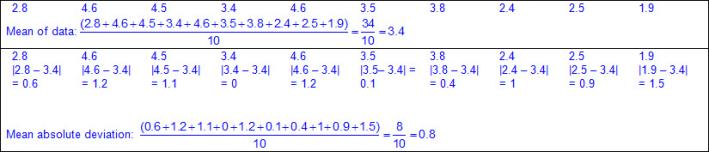 2.8 4.6 4.5 3.4 4.6 3.5 3.8 2.4 2.5 1.9
Mean of data: (2.8+4.6+4.5+3.4+4.6+3.5+3.8+2.4+2.5+1.9)/10 = 34/10 = 3.4
2.8 4.6 4.5 3.4 4.6 3.5 3.8 2.4 2.5 1.9
|2.8 – 3.4| |4.6 – 3.4| |4.5 – 3.4| |3.4 – 3.4| |4.6 – 3.4| |3.5– 3.4| = |3.8 – 3.4| |2.4 – 3.4| |2.5 – 3.4| |1.9 – 3.4|
= 0.6 = 1.2 = 1.1 = 0 = 1.2 0.1 = 0.4 = 1 = 0.9 = 1.5
Mean absolute deviation: (0.6+1.2+1.1+0+1.2+0.1+0.4+1+0.9+1.5)/10 = 8/10 = 0.8